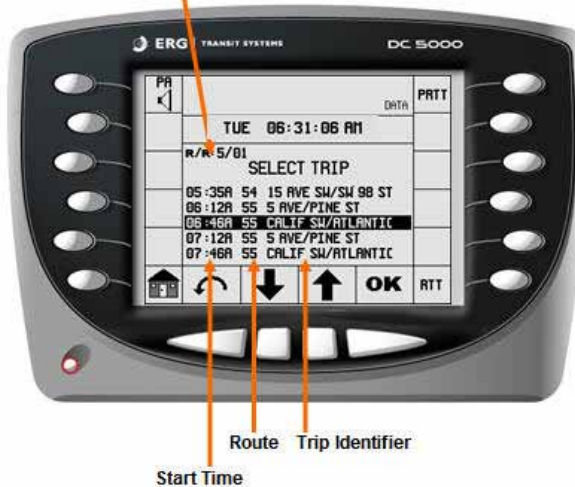 ERG TRANSIT SYSTEMS DC 5000
PA
PRTT
DATA
TUE 06:31:06 AM
R/R 5/01
SELECT TRIP
05:35A 54 15 AVE SW/SW 98 ST
06:12A 55 5 AVE/PINE ST
06:46A 55 CALIF SW/ATLANTIC
07:12A 55 5 AVE/PINE ST
07:46A 55 CALIF SW/ATLANTIC
OK
RTT
Route Trip Identifier
Start Time